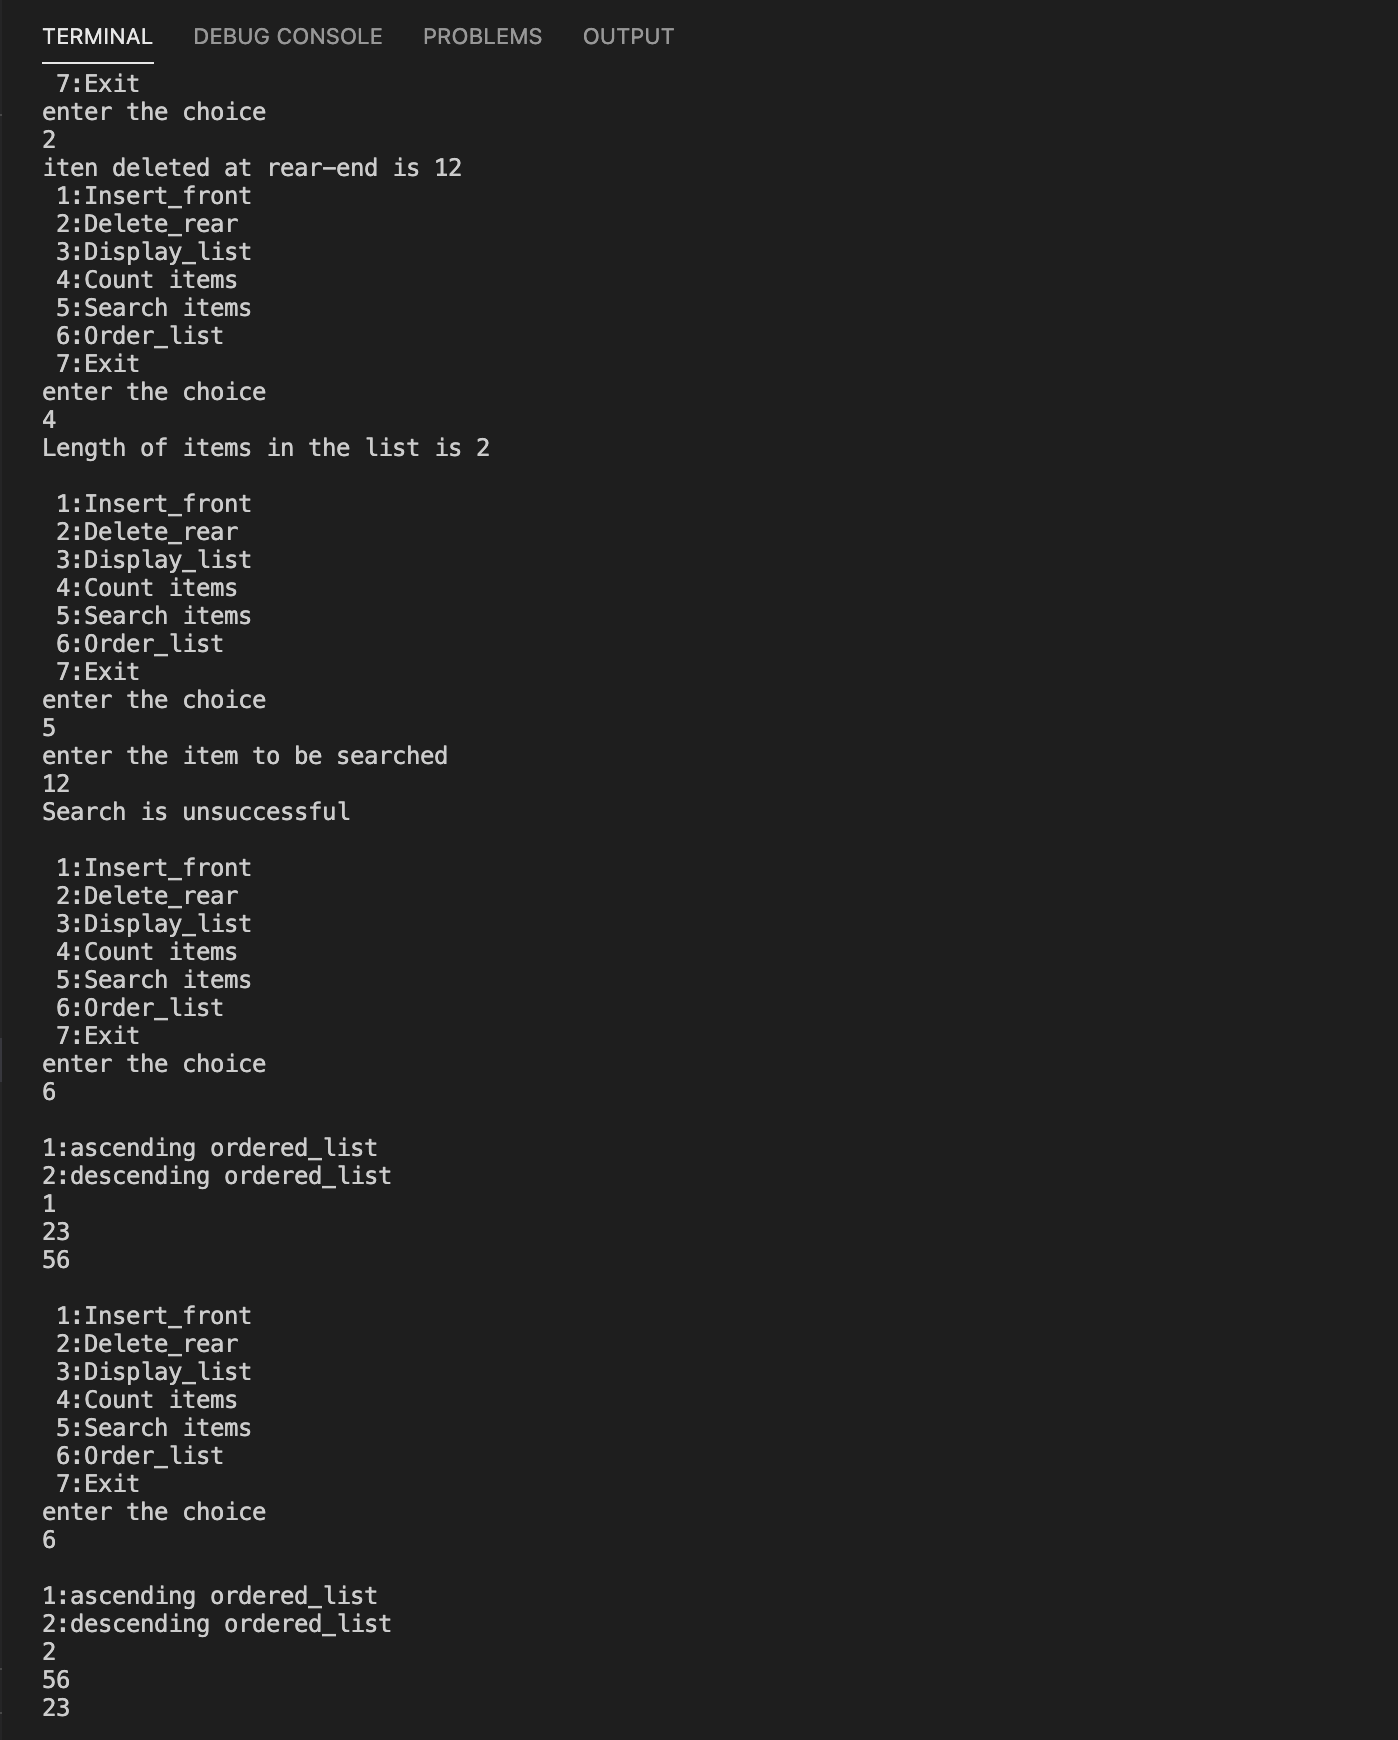 TERMINAL DEBUG CONSOLE PROBLEMS OUTPUT
7:Exit
enter the choice
2
iten deleted at rear-end is 12
1:Insert_front
2:Delete_rear
3:Display_list
4:Count items
5:Search items
6:Order_list
7:Exit
enter the choice
4
Length of items in the list is 2
1:Insert_front
2:Delete_rear
3:Display_list
4:Count items
5:Search items
6:Order_list
7:Exit
enter the choice
5
enter the item to be searched
12
Search is unsuccessful
1:Insert_front
2:Delete_rear
3:Display_list
4:Count items
5:Search items
6:Order_list
7:Exit
enter the choice
6
1:ascending ordered_list
2:descending ordered_list
1
23
56
1:Insert_front
2:Delete_rear
3:Display_list
4:Count items
5:Search items
6:Order_list
7:Exit
enter the choice
6
1:ascending ordered_list
2:descending ordered_list
2
56
23